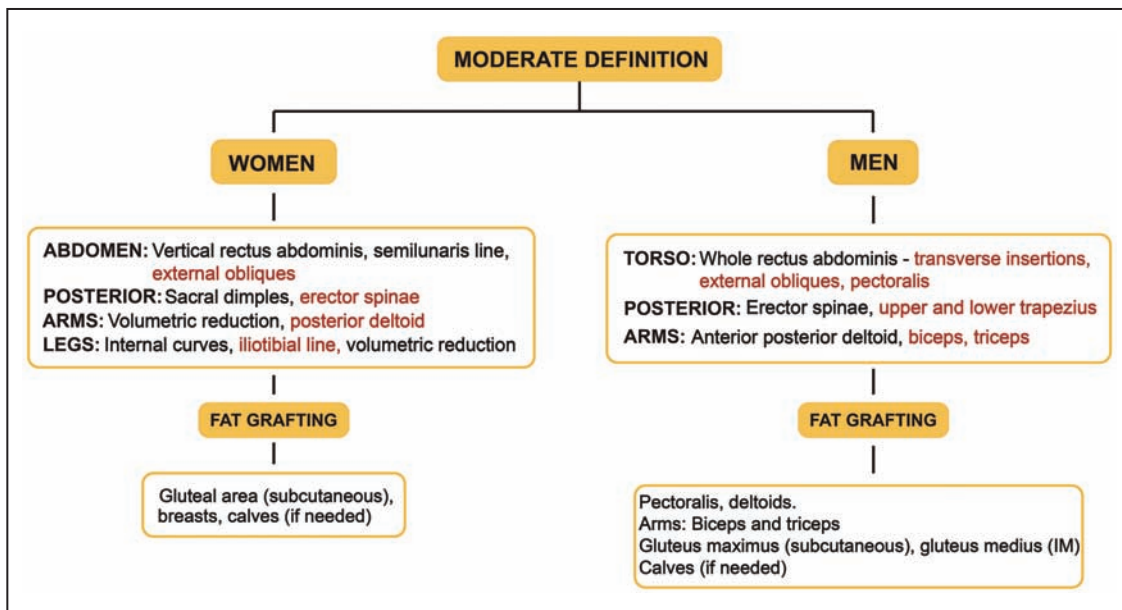 MODERATE DEFINITION
WOMEN
ABDOMEN: Vertical rectus abdominis, semilunaris line,
external obliques
POSTERIOR: Sacral dimples, erector spinae
ARMS: Volumetric reduction, posterior deltoid
LEGS: Internal curves, iliotibial line, volumetric reduction
FAT GRAFTING
Gluteal area (subcutaneous),
breasts, calves (if needed)
MEN
TORSO: Whole rectus abdominis - transverse insertions,
external obliques, pectoralis
POSTERIOR: Erector spinae, upper and lower trapezius
ARMS: Anterior posterior deltoid, biceps, triceps
FAT GRAFTING
Pectoralis, deltoids.
Arms: Biceps and triceps
Gluteus maximus (subcutaneous), gluteus medius (IM)
Calves (if needed)